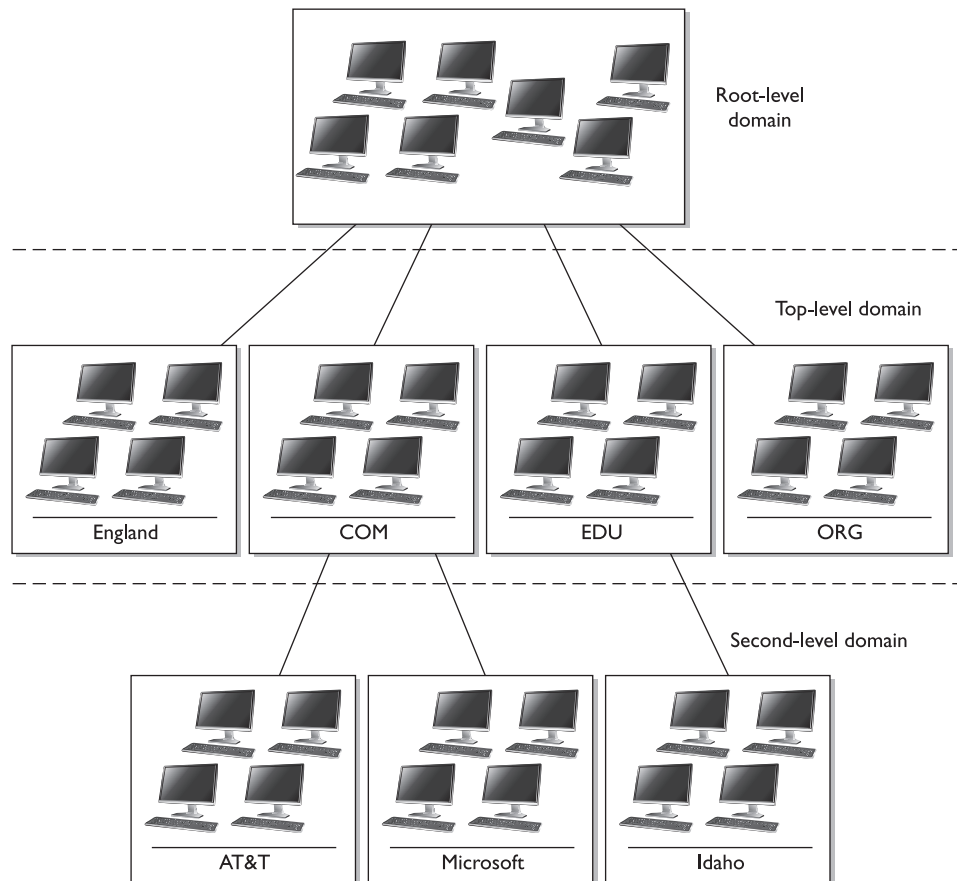 Root-level
domain
Top-level domain
England
COM
EDU
ORG
Second-level domain
AT&T
Microsoft
Idaho